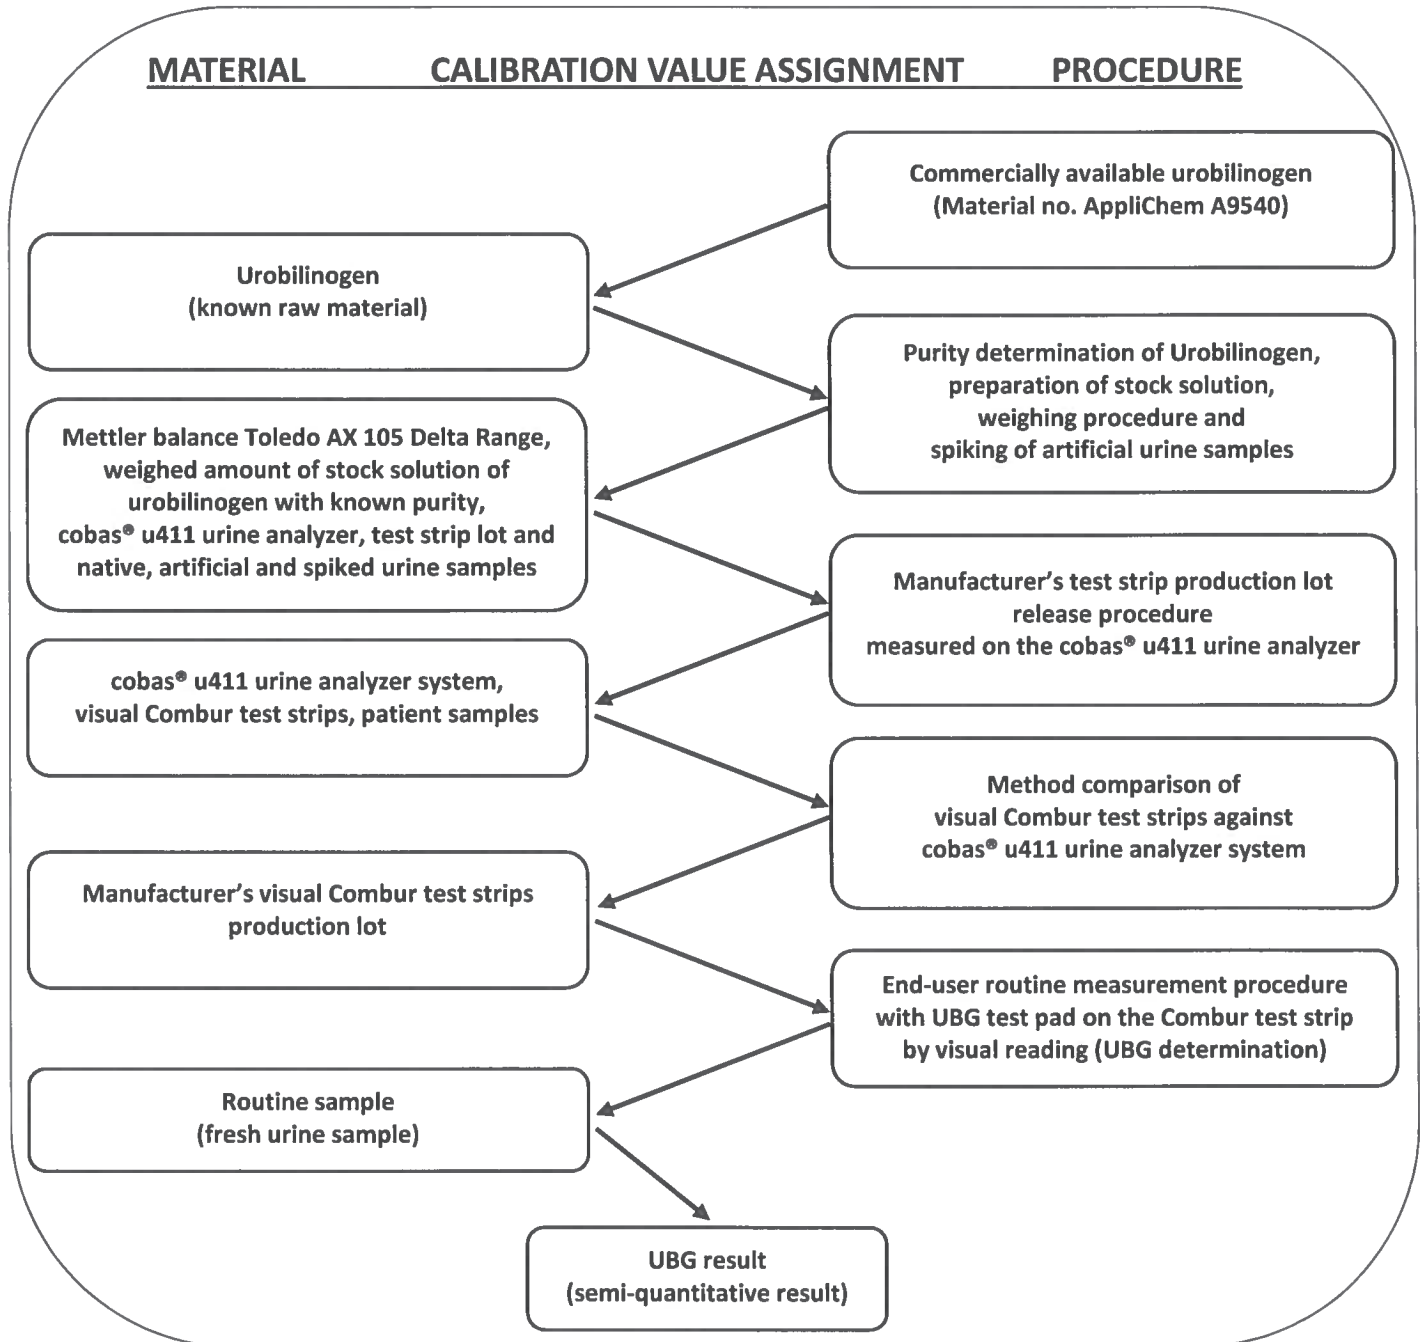 MATERIAL CALIBRATION VALUE ASSIGNMENT PROCEDURE
Commercially available urobilinogen
(Material no. AppliChem A9540)
Urobilinogen
(known raw material)
Purity determination of Urobilinogen,
preparation of stock solution,
weighing procedure and
spiking of artificial urine samples
Mettler balance Toledo AX 105 Delta Range,
weighed amount of stock solution of
urobilinogen with known purity,
cobas® u411 urine analyzer, test strip lot and
native, artificial and spiked urine samples
Manufacturer's test strip production lot
release procedure
measured on the cobas® u411 urine analyzer
cobas® u411 urine analyzer system,
visual Combur test strips, patient samples
Method comparison of
visual Combur test strips against
cobas® u411 urine analyzer system
Manufacturer's visual Combur test strips
production lot
End-user routine measurement procedure
with UBG test pad on the Combur test strip
by visual reading (UBG determination)
Routine sample
(fresh urine sample)
UBG result
(semi-quantitative result)